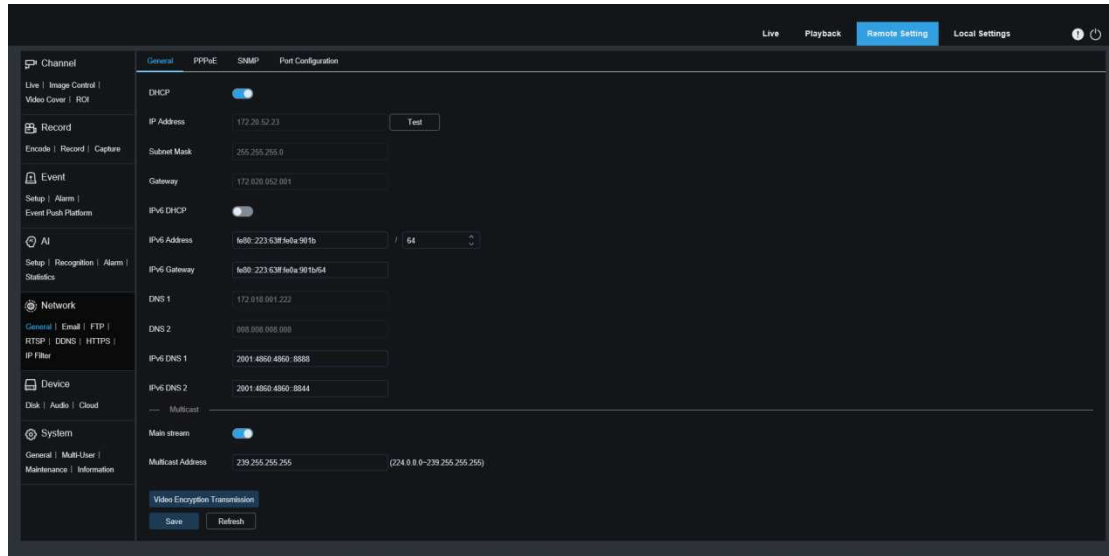 Live Playback Remote Setting Local Settings
Channel
Live | Image Control |
Video Cover | ROI
Record
Encode | Record | Capture
Event
Setup | Alarm |
Event Push Platform
AI
Setup | Recognition | Alarm |
Statistics
Network
General | Email | FTP |
RTSP | DDNS | HTTPS |
IP Filter
Device
Disk | Audio | Cloud
System
General | Multi-User |
Maintenance | Information
General PPPoE SNMP Port Configuration
DHCP
IP Address 172.20.52.23 Test
Subnet Mask 255.255.255.0
Gateway 172.020.052.001
IPv6 DHCP
IPv6 Address fe80::223:63ff:fe0a:901b / 64
IPv6 Gateway fe80::223:63ff:fe0a:901b/64
DNS 1 172.018.001.222
DNS 2 008.008.008.008
IPv6 DNS 1 2001:4860:4860::8888
IPv6 DNS 2 2001:4860:4860::8844
Multicast
Main stream
Multicast Address 239.255.255.255 (224.0.0.0~239.255.255.255)
Video Encryption Transmission
Save Refresh